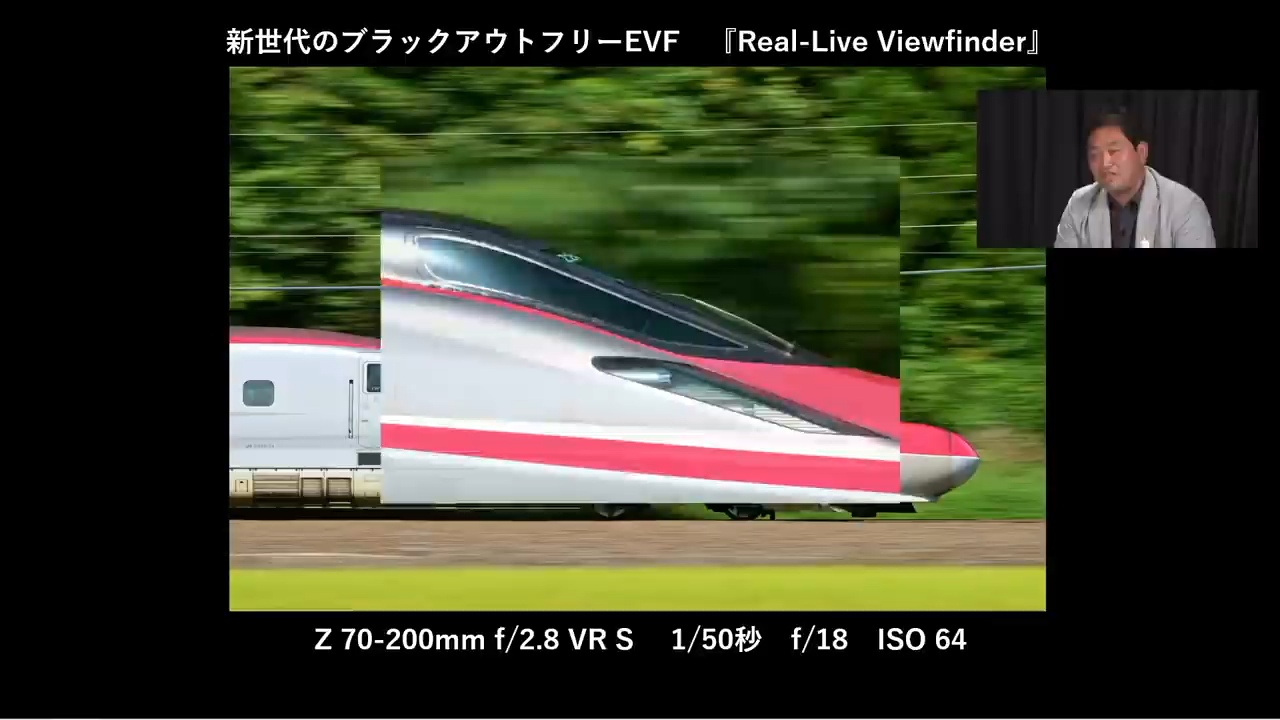 新世代のブラックアウトフリーEVF 『Real-Live Viewfinder』
Z 70-200mm f/2.8 VR S 1/50秒 f/18 ISO 64